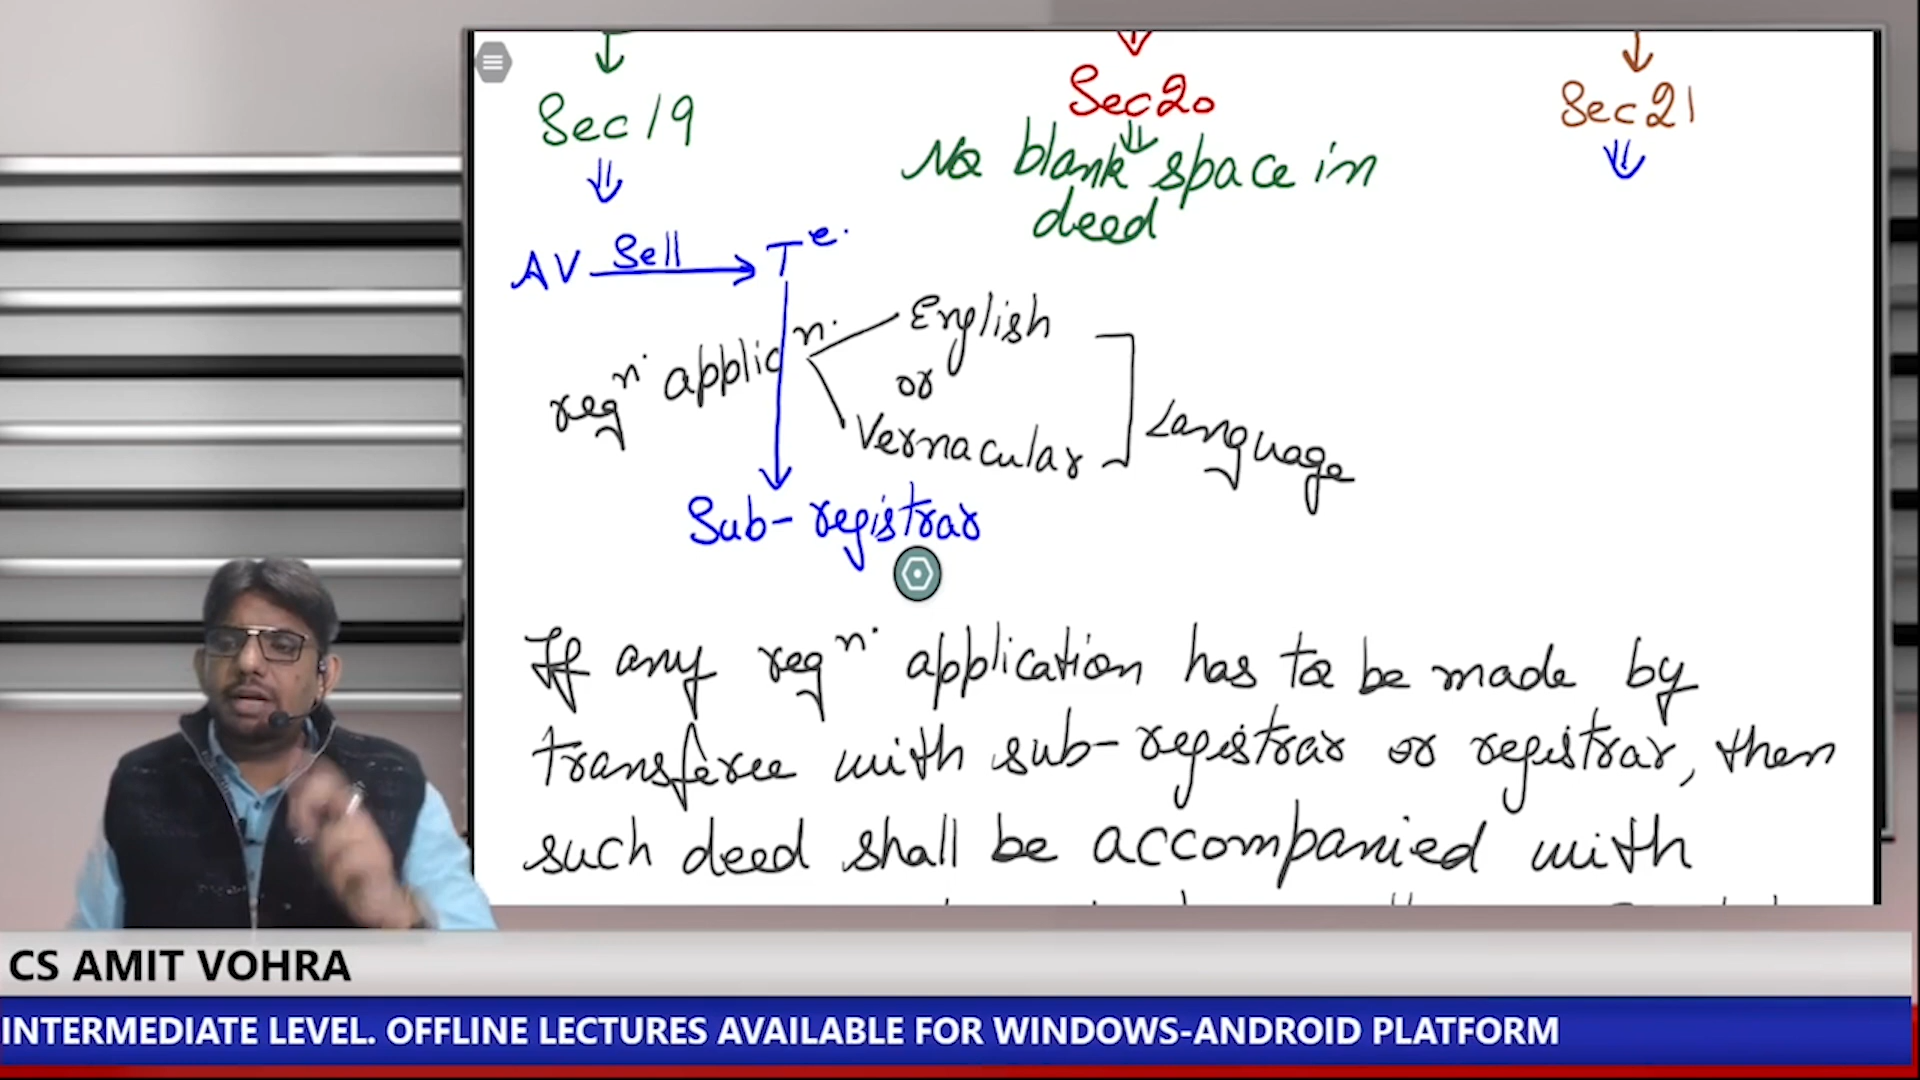 Sec 19
Sec 20
Sec 21
No blank space in
deed
AV Sell Te.
regn. applicn. English
or
Vernacular
Language
Sub-registrar
If any regn. application has to be made by
transferee with sub-registrar or registrar, then
such deed shall be accompanied with
CS AMIT VOHRA
INTERMEDIATE LEVEL. OFFLINE LECTURES AVAILABLE FOR WINDOWS-ANDROID PLATFORM